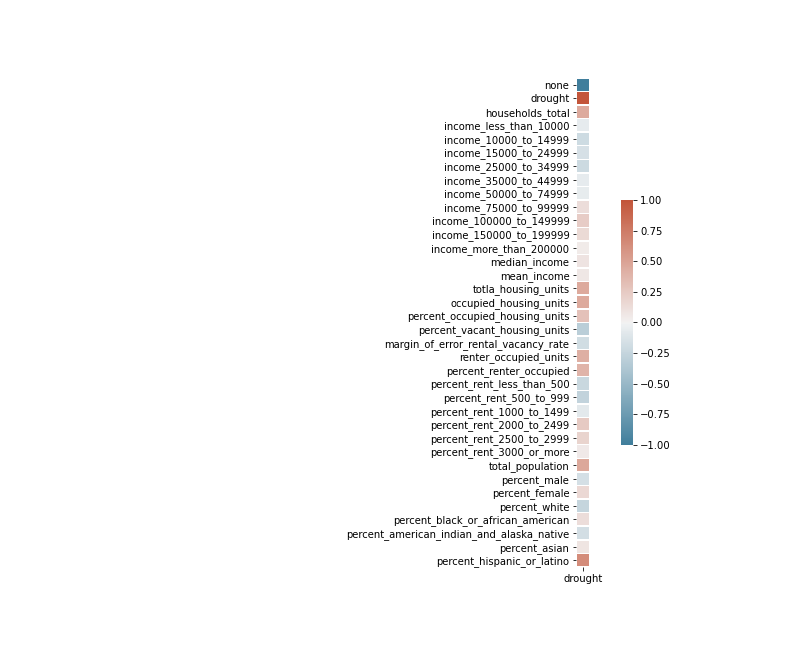 none
drought
households_total
income_less_than_10000
income_10000_to_14999
income_15000_to_24999
income_25000_to_34999
income_35000_to_44999
income_50000_to_74999
income_75000_to_99999
income_100000_to_149999
income_150000_to_199999
income_more_than_200000
median_income
mean_income
totla_housing_units
occupied_housing_units
percent_occupied_housing_units
percent_vacant_housing_units
margin_of_error_rental_vacancy_rate
renter_occupied_units
percent_renter_occupied
percent_rent_less_than_500
percent_rent_500_to_999
percent_rent_1000_to_1499
percent_rent_2000_to_2499
percent_rent_2500_to_2999
percent_rent_3000_or_more
total_population
percent_male
percent_female
percent_white
percent_black_or_african_american
percent_american_indian_and_alaska_native
percent_asian
percent_hispanic_or_latino
drought
1.00
0.75
0.50
0.25
0.00
−0.25
−0.50
−0.75
−1.00